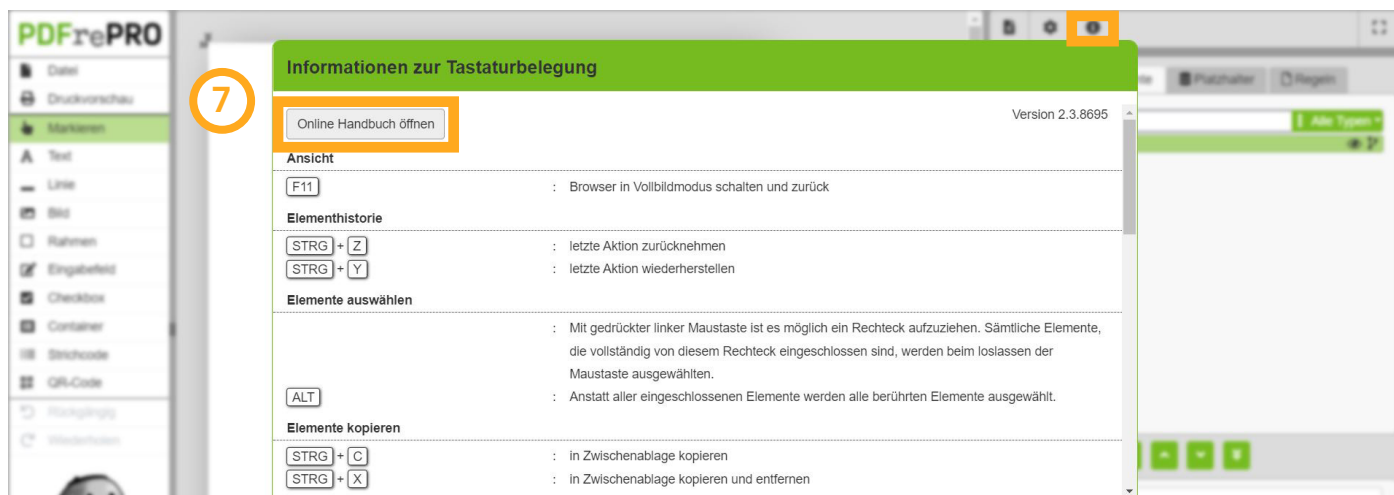 PDFrePRO
Datei
Druckvorschau
Markieren
A Text
Linie
Bild
Rahmen
Eingabefeld
Checkbox
Container
Strichcode
QR-Code
Rückgängig
Wiederholen
7
Informationen zur Tastaturbelegung
Online Handbuch öffnen
Version 2.3.8695
Ansicht
F11 : Browser in Vollbildmodus schalten und zurück
Elementhistorie
STRG + Z : letzte Aktion zurücknehmen
STRG + Y : letzte Aktion wiederherstellen
Elemente auswählen
: Mit gedrückter linker Maustaste ist es möglich ein Rechteck aufzuziehen. Sämtliche Elemente,
die vollständig von diesem Rechteck eingeschlossen sind, werden beim loslassen der
Maustaste ausgewählten.
ALT : Anstatt aller eingeschlossenen Elemente werden alle berührten Elemente ausgewählt.
Elemente kopieren
STRG + C : in Zwischenablage kopieren
STRG + X : in Zwischenablage kopieren und entfernen
Platzhalter
Regeln
Alle Typen